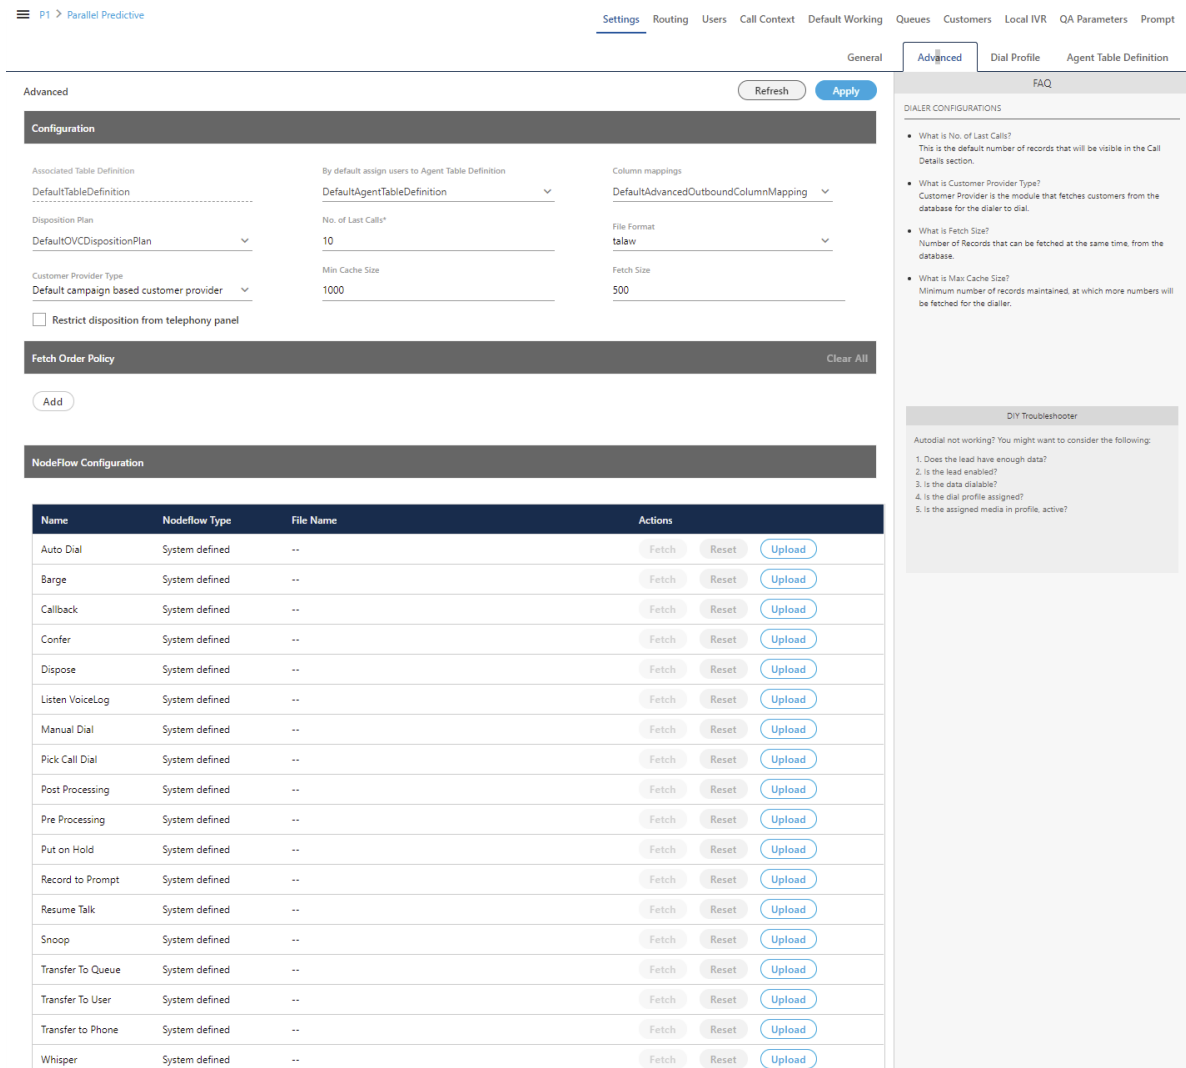 P1 > Parallel Predictive
Settings Routing Users Call Context Default Working Queues Customers Local IVR QA Parameters Prompt
General Advanced Dial Profile Agent Table Definition
Advanced Refresh Apply
Configuration
Associated Table Definition By default assign users to Agent Table Definition Column mappings
DefaultTableDefinition DefaultAgentTableDefinition DefaultAdvancedOutboundColumnMapping
Disposition Plan No. of Last Calls* File Format
DefaultOVCDispositionPlan 10 talaw
Customer Provider Type Min Cache Size Fetch Size
Default campaign based customer provider 1000 500
Restrict disposition from telephony panel
Fetch Order Policy Clear All
Add
NodeFlow Configuration
Name Nodeflow Type File Name Actions
Auto Dial System defined -- Fetch Reset Upload
Barge System defined -- Fetch Reset Upload
Callback System defined -- Fetch Reset Upload
Confer System defined -- Fetch Reset Upload
Dispose System defined -- Fetch Reset Upload
Listen VoiceLog System defined -- Fetch Reset Upload
Manual Dial System defined -- Fetch Reset Upload
Pick Call Dial System defined -- Fetch Reset Upload
Post Processing System defined -- Fetch Reset Upload
Pre Processing System defined -- Fetch Reset Upload
Put on Hold System defined -- Fetch Reset Upload
Record to Prompt System defined -- Fetch Reset Upload
Resume Talk System defined -- Fetch Reset Upload
Snoop System defined -- Fetch Reset Upload
Transfer To Queue System defined -- Fetch Reset Upload
Transfer To User System defined -- Fetch Reset Upload
Transfer to Phone System defined -- Fetch Reset Upload
Whisper System defined -- Fetch Reset Upload
FAQ
DIALER CONFIGURATIONS
• What is No. of Last Calls?
This is the default number of records that will be visible in the Call
Details section.
• What is Customer Provider Type?
Customer Provider is the module that fetches customers from the
database for the dialer to dial.
• What is Fetch Size?
Number of Records that can be fetched at the same time, from the
database.
• What is Max Cache Size?
Minimum number of records maintained, at which more numbers will
be fetched for the dialler.
DIY Troubleshooter
Autodial not working? You might want to consider the following:
1. Does the lead have enough data?
2. Is the lead enabled?
3. Is the data dialable?
4. Is the dial profile assigned?
5. Is the assigned media in profile, active?